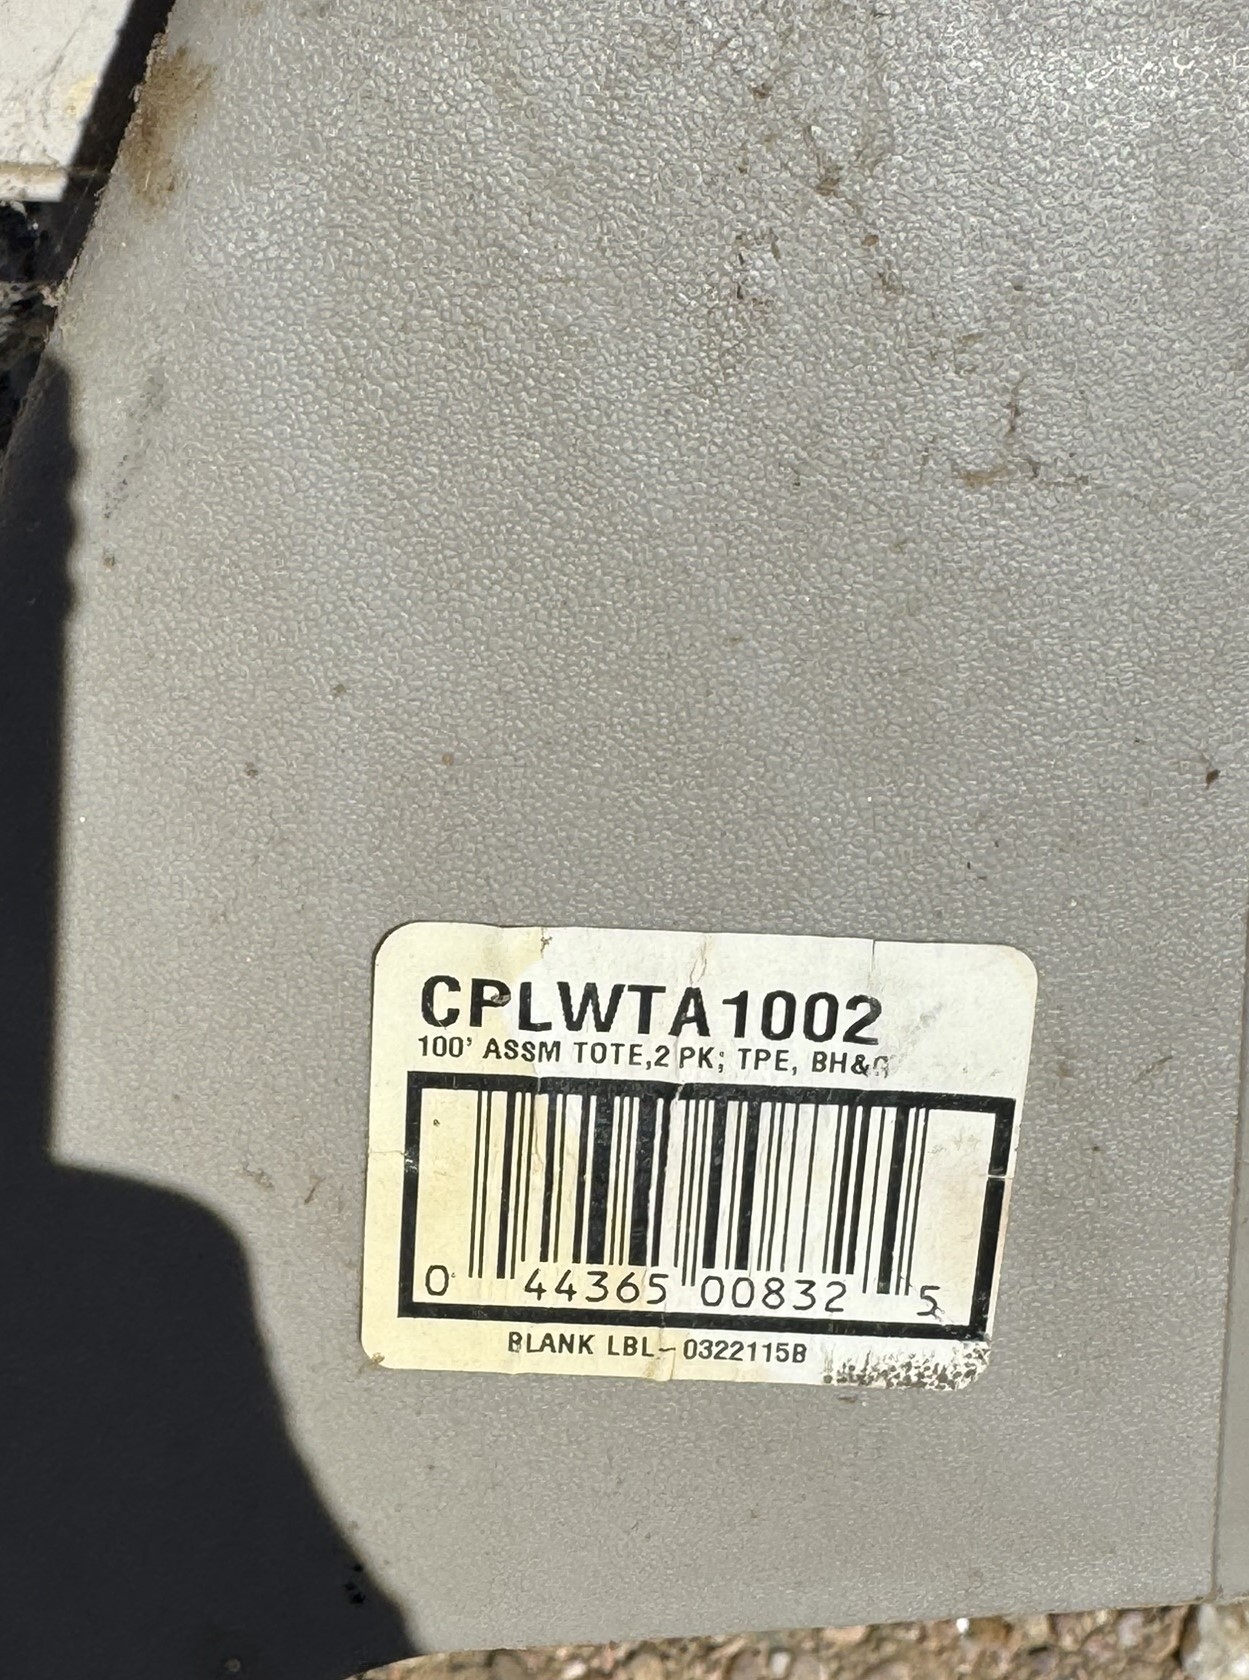 CPLWTA1002
100' ASSM TOTE,2 PK; TPE, BH&G
0 44365 00832 5
BLANK LBL-0322115B